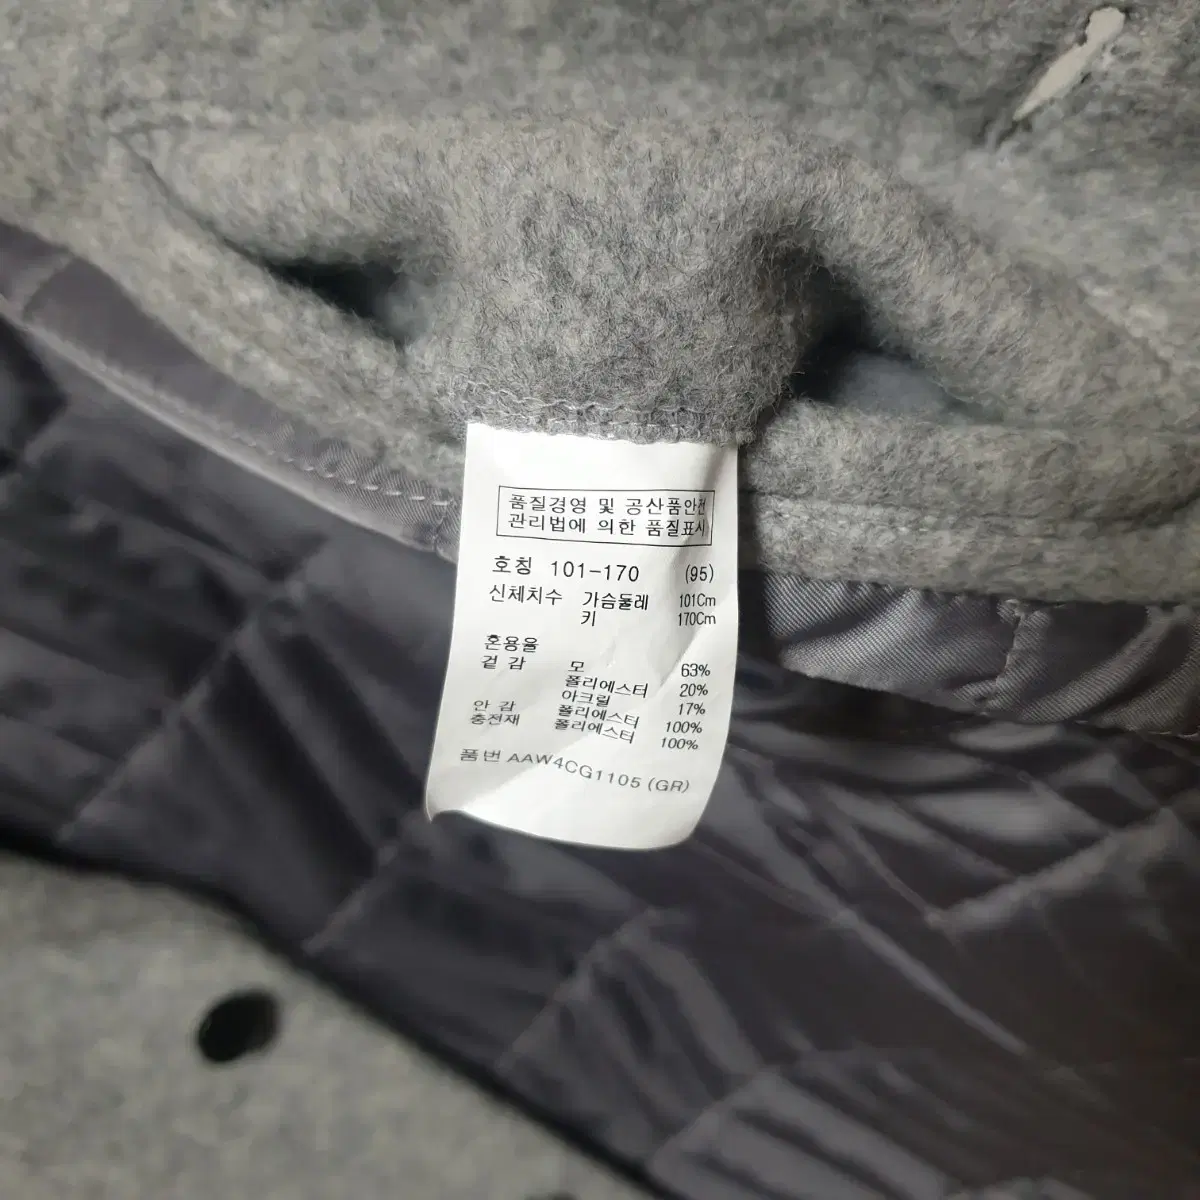 품질경영 및 공산품안전
관리법에 의한 품질표시
호칭 101-170 (95)
신체치수 가슴둘레 101Cm
키 170Cm
혼용율
겉감 모 63%
폴리에스터 20%
아크릴 17%
안감 폴리에스터 100%
충전재 폴리에스터 100%
품번 AAW4CG1105 (GR)